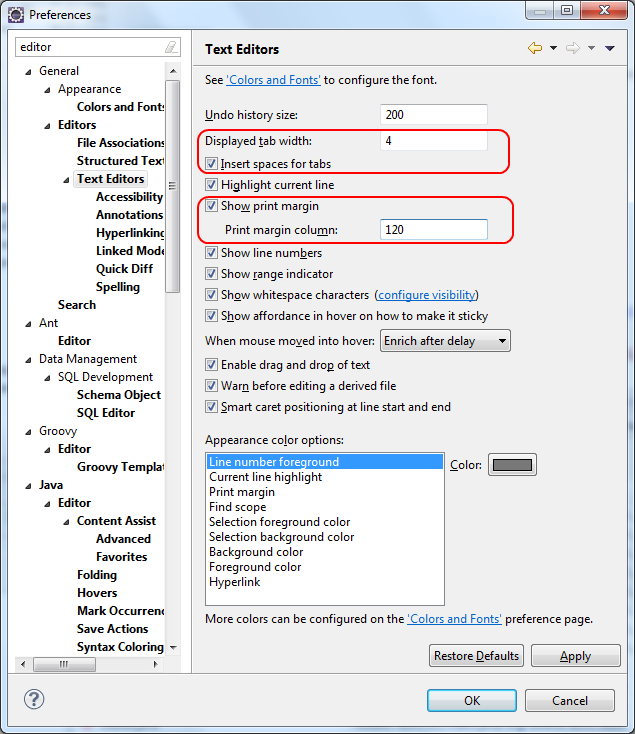 Preferences
editor
General
Appearance
Colors and Fonts
Editors
File Associations
Structured Text
Text Editors
Accessibility
Annotations
Hyperlinking
Linked Mode
Quick Diff
Spelling
Search
Ant
Editor
Data Management
SQL Development
Schema Object
SQL Editor
Groovy
Editor
Groovy Templat
Java
Editor
Content Assist
Advanced
Favorites
Folding
Hovers
Mark Occurrenc
Save Actions
Syntax Coloring
Text Editors
See 'Colors and Fonts' to configure the font.
Undo history size: 200
Displayed tab width: 4
Insert spaces for tabs
Highlight current line
Show print margin
Print margin column: 120
Show line numbers
Show range indicator
Show whitespace characters (configure visibility)
Show affordance in hover on how to make it sticky
When mouse moved into hover: Enrich after delay
Enable drag and drop of text
Warn before editing a derived file
Smart caret positioning at line start and end
Appearance color options:
Line number foreground
Current line highlight
Print margin
Find scope
Selection foreground color
Selection background color
Background color
Foreground color
Hyperlink
Color:
More colors can be configured on the 'Colors and Fonts' preference page.
Restore Defaults
Apply
OK
Cancel